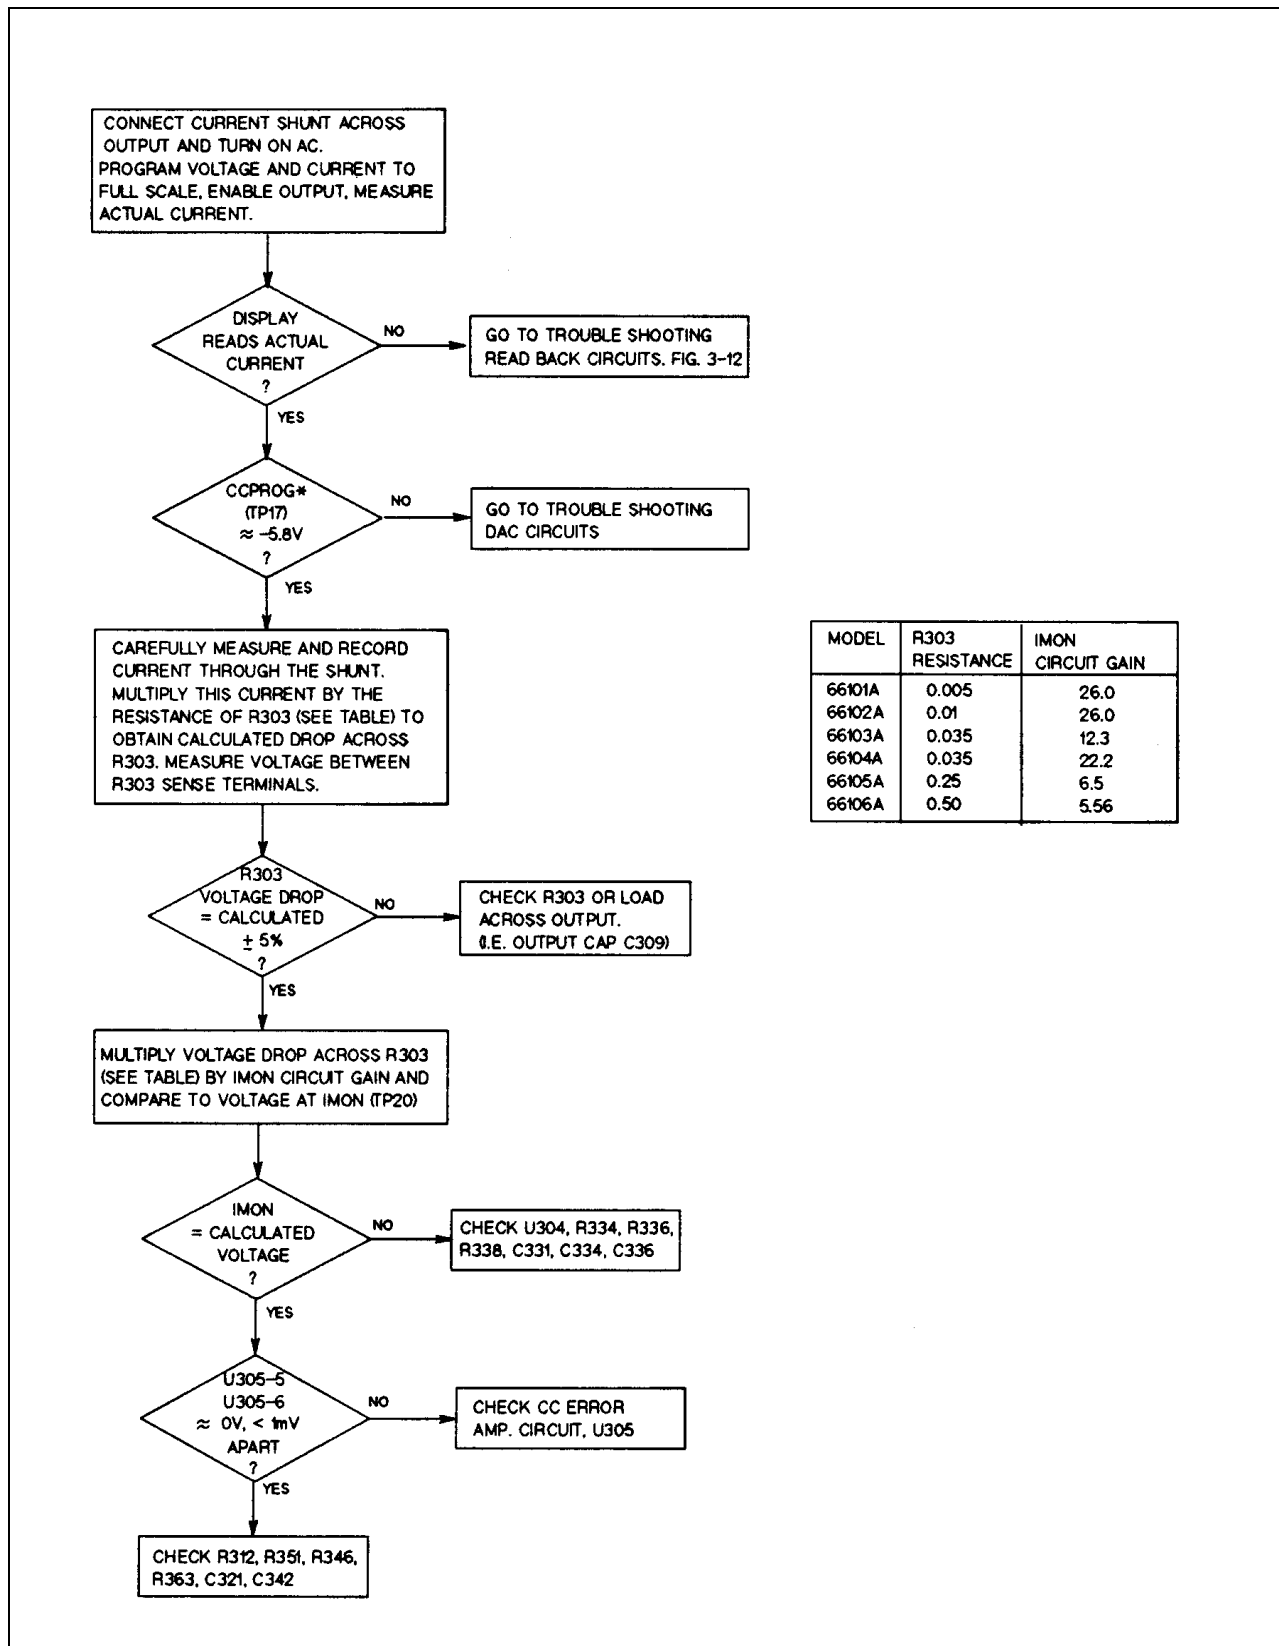 CONNECT CURRENT SHUNT ACROSS
OUTPUT AND TURN ON AC.
PROGRAM VOLTAGE AND CURRENT TO
FULL SCALE, ENABLE OUTPUT, MEASURE
ACTUAL CURRENT.
DISPLAY
READS ACTUAL
CURRENT
?
NO
GO TO TROUBLE SHOOTING
READ BACK CIRCUITS. FIG. 3-12
YES
CCPROG*
(TP17)
≈ -5.8V
?
NO
GO TO TROUBLE SHOOTING
DAC CIRCUITS
YES
CAREFULLY MEASURE AND RECORD
CURRENT THROUGH THE SHUNT.
MULTIPLY THIS CURRENT BY THE
RESISTANCE OF R303 (SEE TABLE) TO
OBTAIN CALCULATED DROP ACROSS
R303. MEASURE VOLTAGE BETWEEN
R303 SENSE TERMINALS.
MODEL R303 RESISTANCE IMON CIRCUIT GAIN
66101A 0.005 26.0
66102A 0.01 26.0
66103A 0.035 12.3
66104A 0.035 22.2
66105A 0.25 6.5
66106A 0.50 5.56
R303
VOLTAGE DROP
= CALCULATED
± 5%
?
NO
CHECK R303 OR LOAD
ACROSS OUTPUT.
(I.E. OUTPUT CAP C309)
YES
MULTIPLY VOLTAGE DROP ACROSS R303
(SEE TABLE) BY IMON CIRCUIT GAIN AND
COMPARE TO VOLTAGE AT IMON (TP20)
IMON
= CALCULATED
VOLTAGE
?
NO
CHECK U304, R334, R336,
R338, C331, C334, C336
YES
U305-5
U305-6
≈ 0V, < 1mV
APART
?
NO
CHECK CC ERROR
AMP. CIRCUIT, U305
YES
CHECK R312, R351, R346,
R363, C321, C342